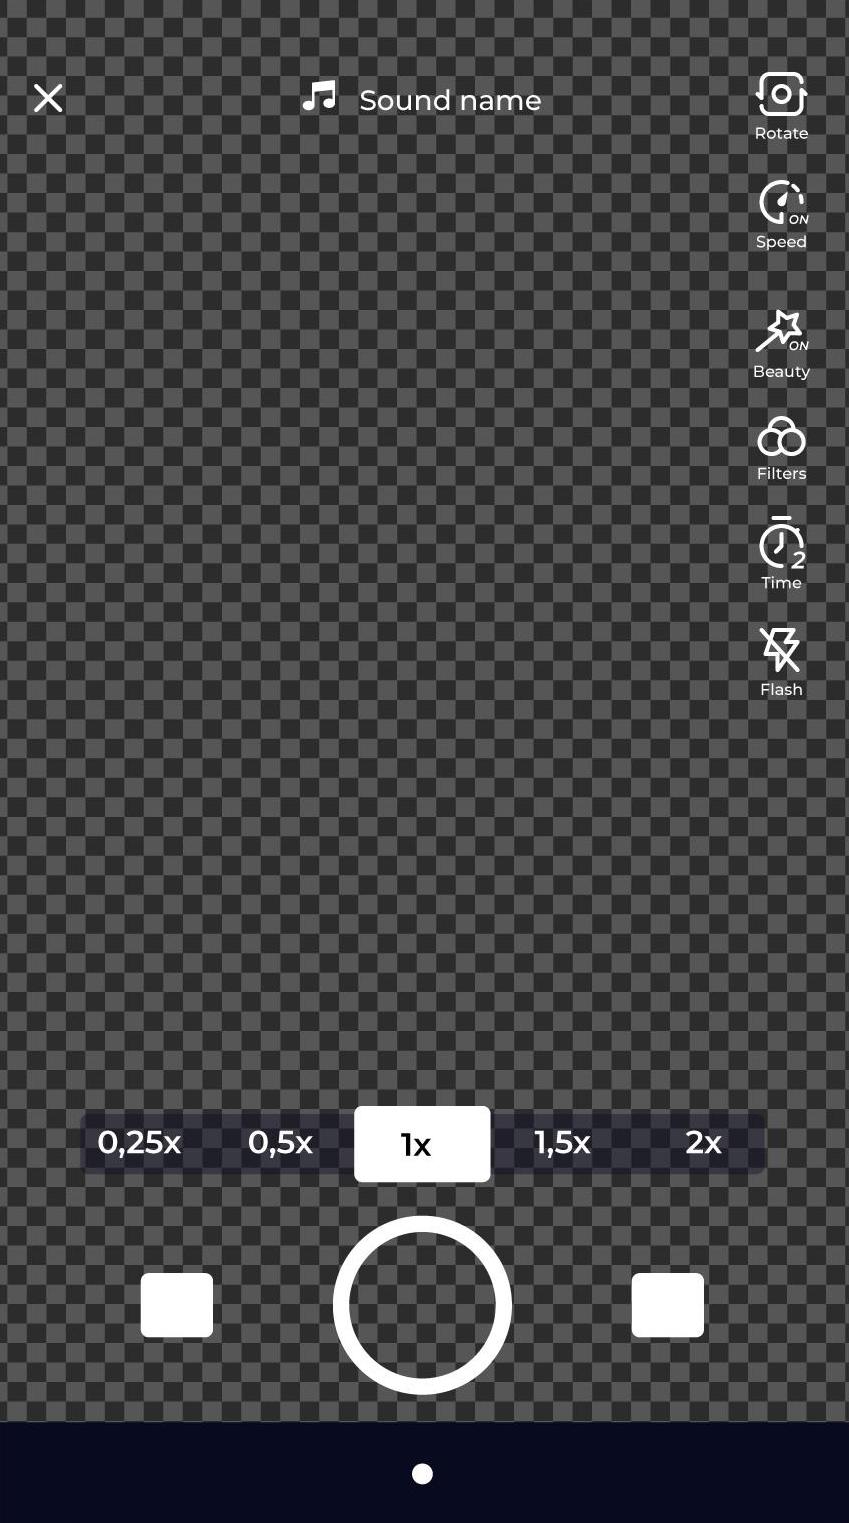 Sound name
Rotate
ON
Speed
ON
Beauty
Filters
2
Time
Flash
0,25x 0,5x 1x 1,5x 2x